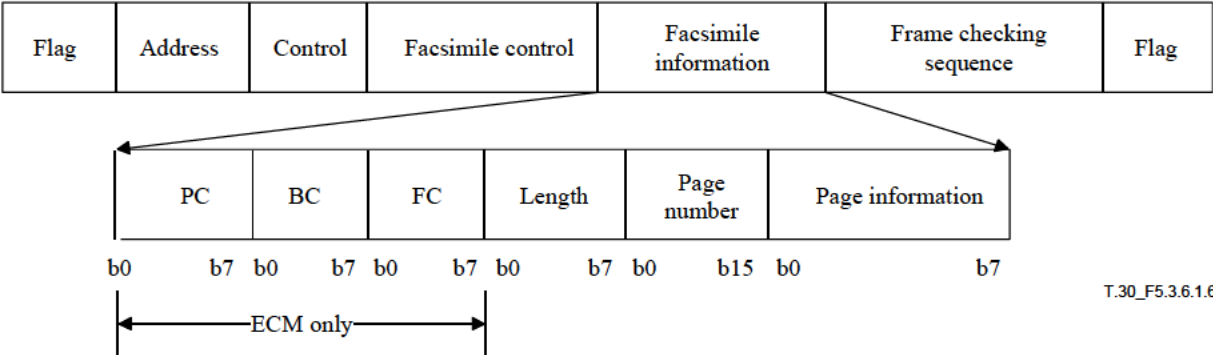 Flag Address Control Facsimile control Facsimile information Frame checking sequence Flag
PC BC FC Length Page number Page information
b0 b7 b0 b7 b0 b7 b0 b7 b0 b15 b0 b7
T.30_F5.3.6.1.6
ECM only